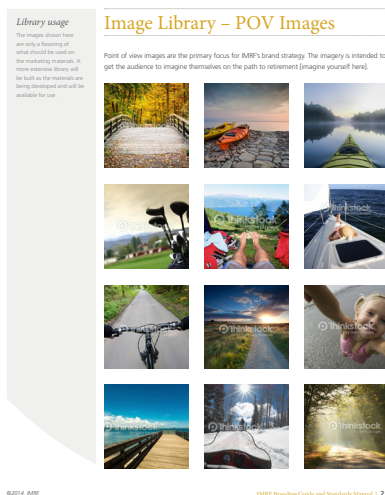 Library usage
The images shown here
are only a flavoring of
what should be used on
the marketing materials. A
more extensive library will
be built as the materials are
being developed and will be
available for use.
Image Library – POV Images
Point of view images are the primary focus for IMRF's brand strategy. The imagery is intended to
get the audience to imagine themselves on the path to retirement [imagine yourself here].
Thinkstock
Thinkstock
Thinkstock
Thinkstock
Thinkstock
Thinkstock
Thinkstock
Thinkstock
Thinkstock
©2014 IMRF
IMRF Branding Guide and Standards Manual |